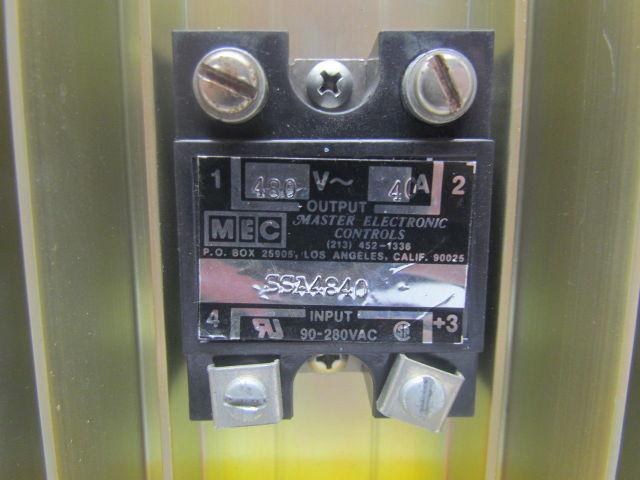 1 480 V~ 40A 2
OUTPUT
MEC MASTER ELECTRONIC
CONTROLS
(213) 452-1336
P.O. BOX 25905, LOS ANGELES, CALIF. 90025
SSA4840
4 INPUT +3
90-280VAC